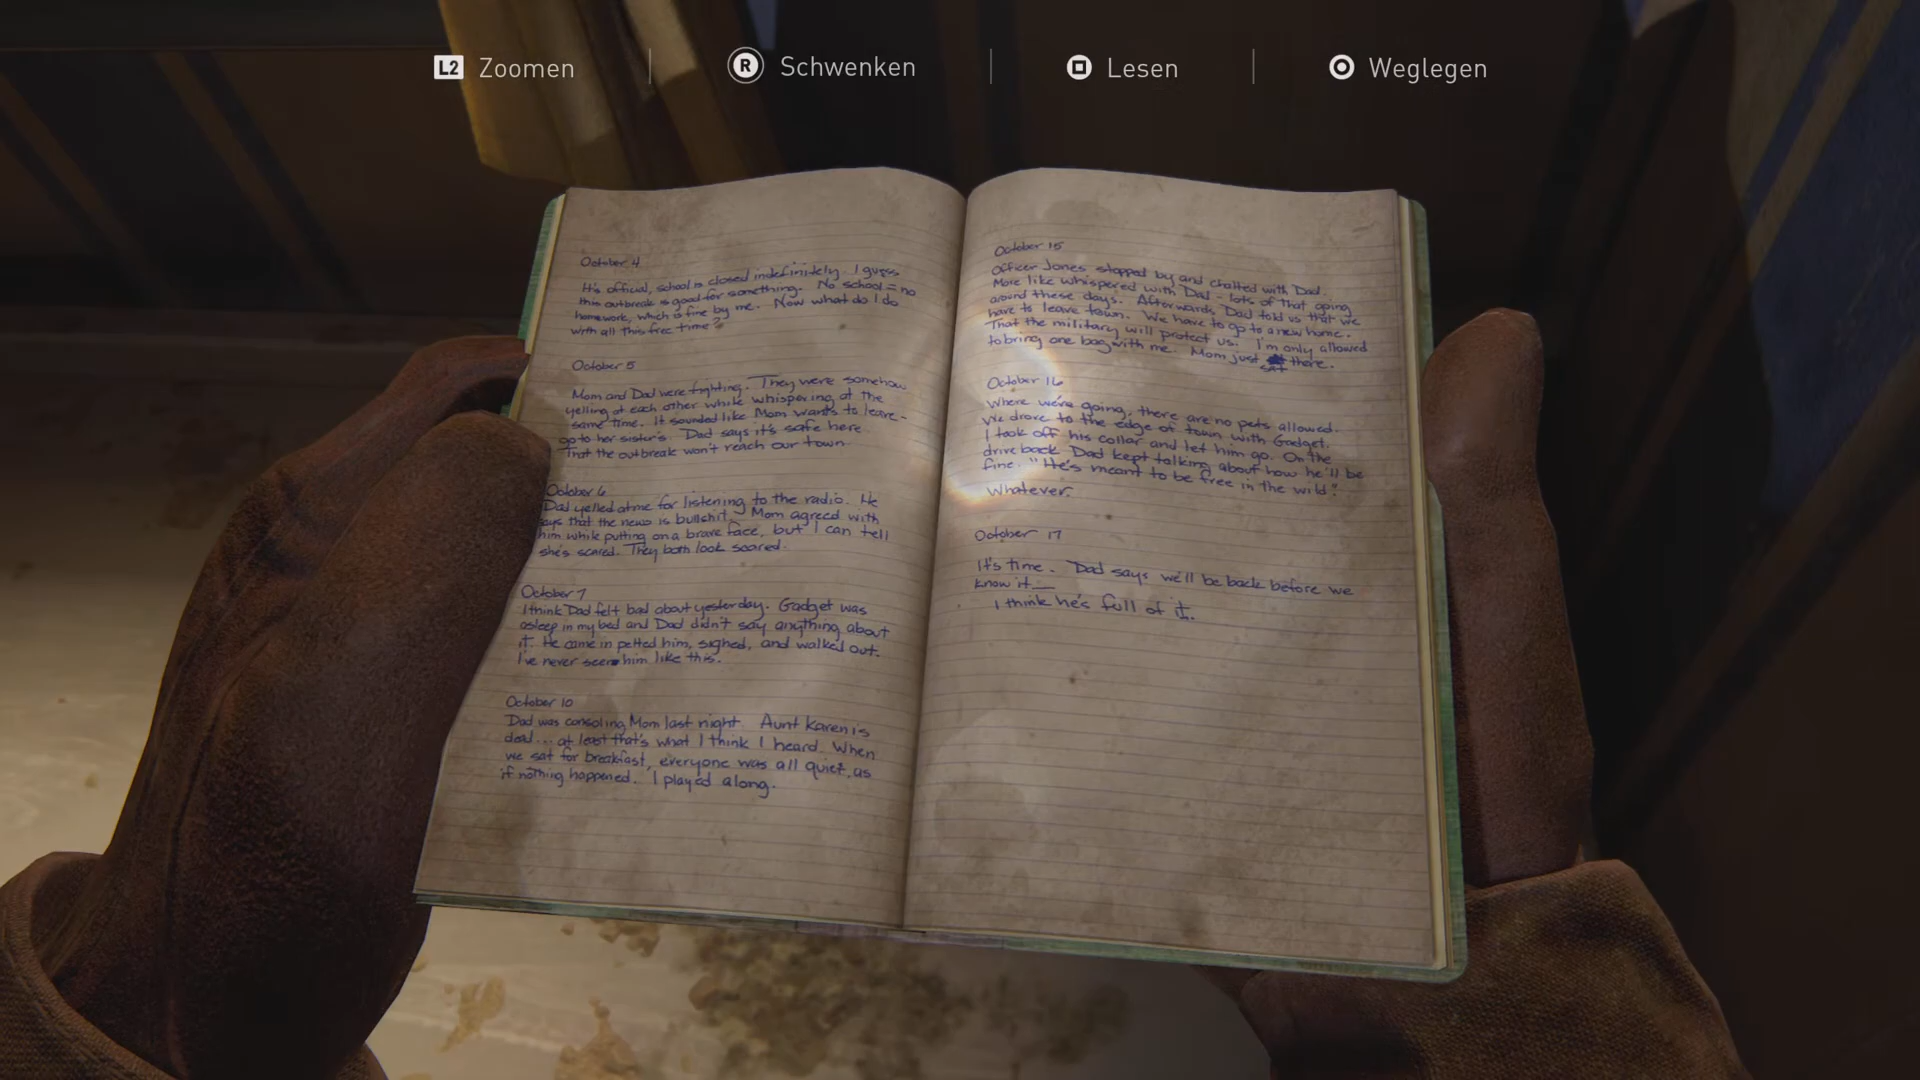 L2 Zoomen
R Schwenken
Lesen
Weglegen
October 4
It's official, school is closed indefinitely. I guess
this outbreak is good for something. No school = no
homework, which is fine by me. Now what do I do
with all this free time?
October 5
Mom and Dad were fighting. They were somehow
yelling at each other while whispering at the
same time. It sounded like Mom wants to leave -
go to her sister's. Dad says it's safe here.
That the outbreak won't reach our town.
October 6
Dad yelled at me for listening to the radio. He
says that the news is bullshit. Mom agreed with
him while putting on a brave face, but I can tell
she's scared. They both look scared.
October 7
I think Dad felt bad about yesterday. Gadget was
asleep in my bed and Dad didn't say anything about
it. He came in petted him, sighed, and walked out.
I've never seen him like this.
October 10
Dad was consoling Mom last night. Aunt Karen is
dead... at least that's what I think I heard. When
we sat for breakfast, everyone was all quiet, as
if nothing happened. I played along.
October 15
Officer Jones stopped by and chatted with Dad.
More like whispered with Dad - lots of that going
around these days. Afterwards Dad told us that we
have to leave town. We have to go to a new home.
That the military will protect us. I'm only allowed
to bring one bag with me. Mom just sat there.
October 16
Where we're going, there are no pets allowed.
We drove to the edge of town with Gadget.
I took off his collar and let him go. On the
drive back Dad kept talking about how he'll be
fine. "He's meant to be free in the wild".
Whatever.
October 17
It's time. Dad says we'll be back before we
know it
I think he's full of it.